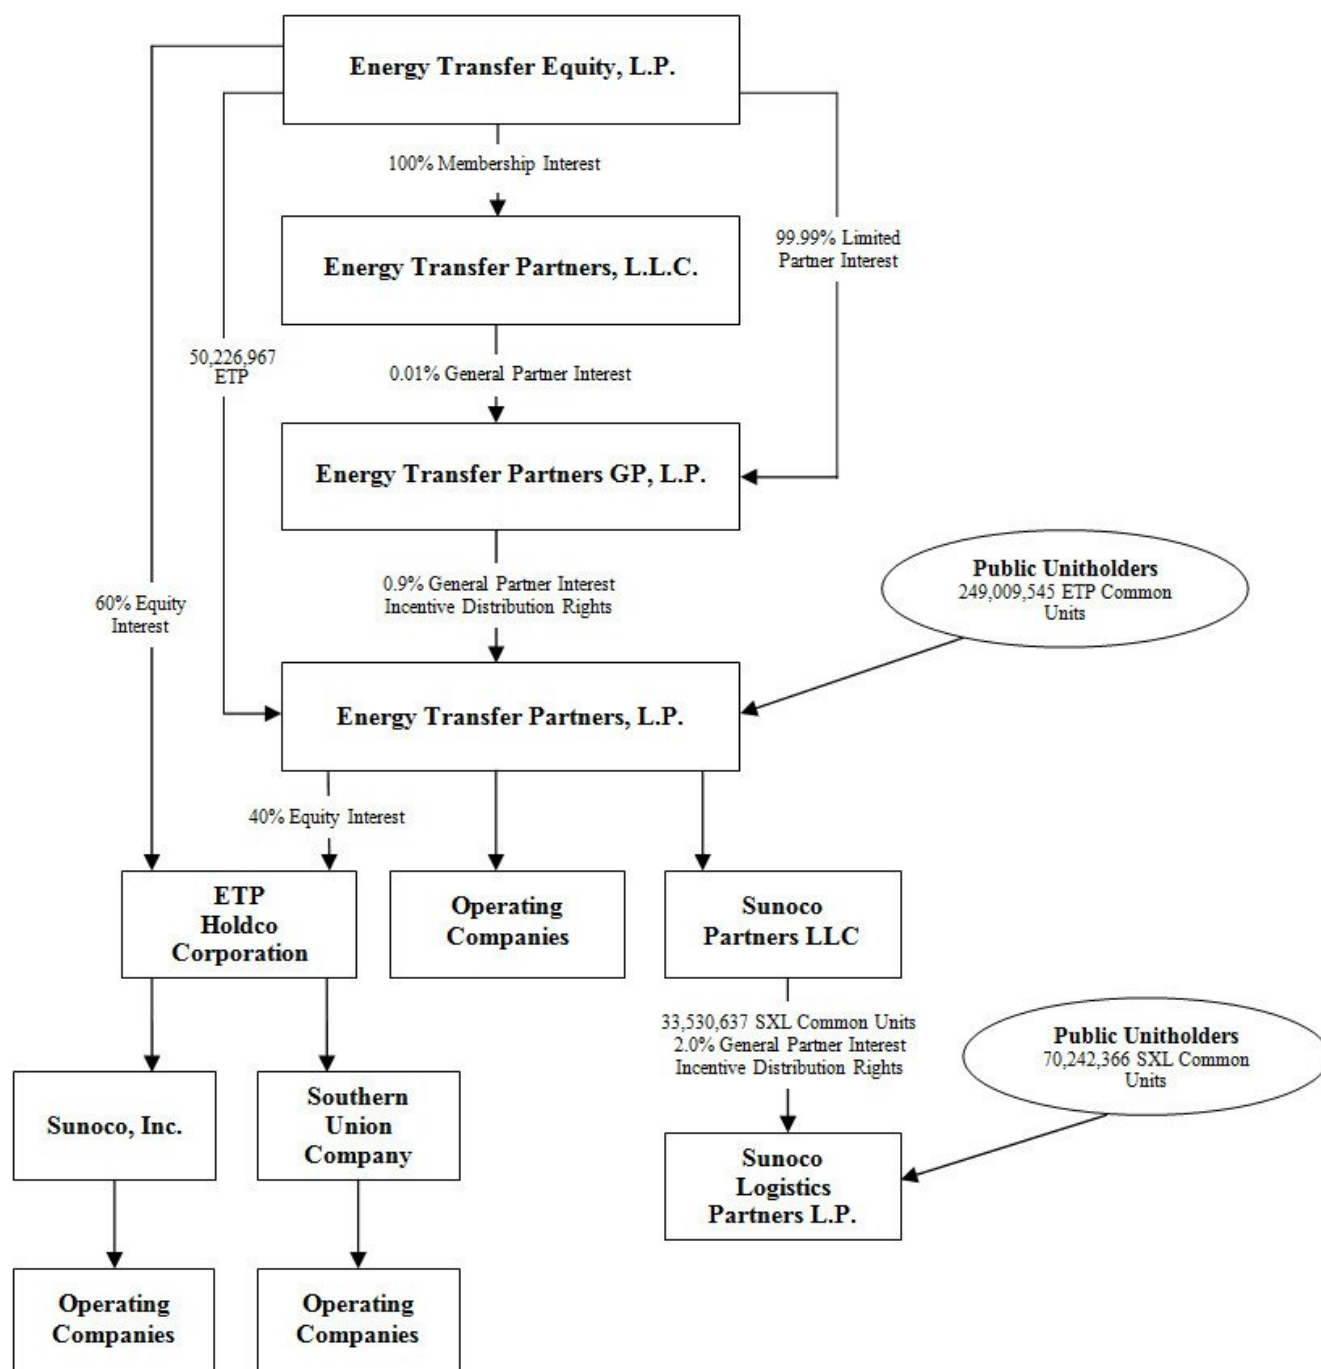 Energy Transfer Equity, L.P.
100% Membership Interest
Energy Transfer Partners, L.L.C.
99.99% Limited
Partner Interest
50,226,967
ETP
0.01% General Partner Interest
Energy Transfer Partners GP, L.P.
0.9% General Partner Interest
Incentive Distribution Rights
60% Equity
Interest
Public Unitholders
249,009,545 ETP Common
Units
Energy Transfer Partners, L.P.
40% Equity Interest
ETP
Holdco
Corporation
Operating
Companies
Sunoco
Partners LLC
33,530,637 SXL Common Units
2.0% General Partner Interest
Incentive Distribution Rights
Public Unitholders
70,242,366 SXL Common
Units
Sunoco, Inc.
Southern
Union
Company
Sunoco
Logistics
Partners L.P.
Operating
Companies
Operating
Companies